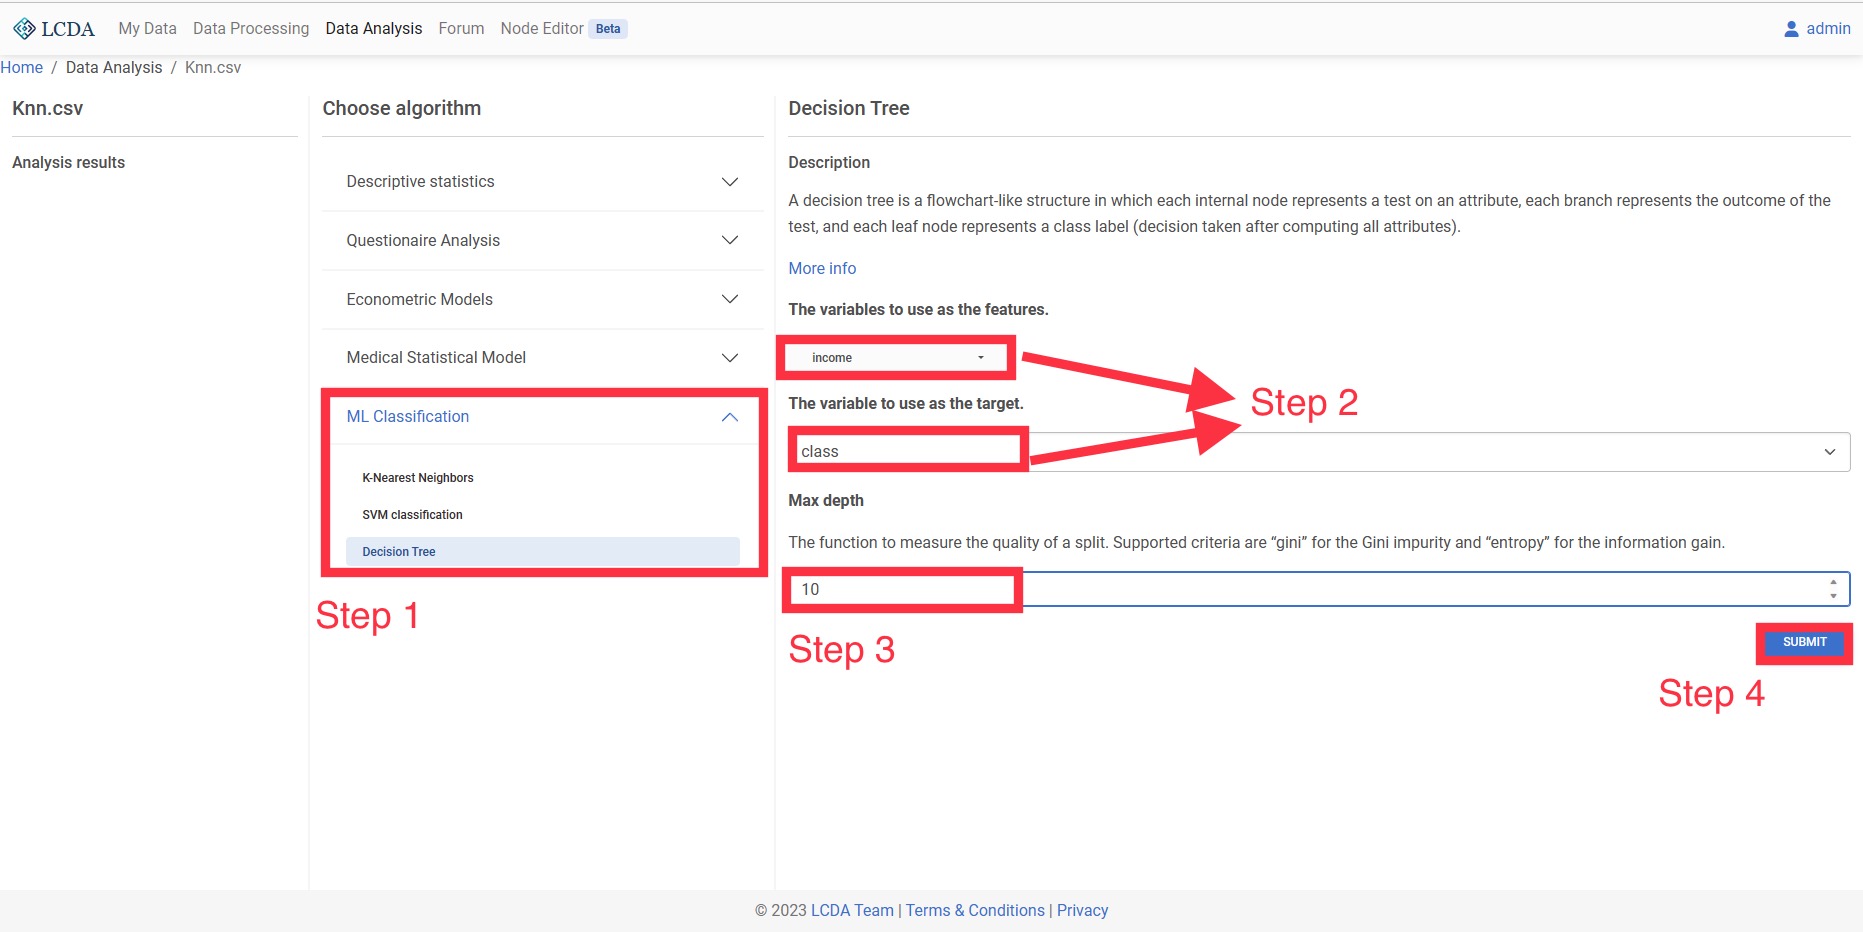 LCDA My Data Data Processing Data Analysis Forum Node Editor Beta admin
Home / Data Analysis / Knn.csv
Knn.csv
Analysis results
Choose algorithm
Descriptive statistics
Questionaire Analysis
Econometric Models
Medical Statistical Model
ML Classification
K-Nearest Neighbors
SVM classification
Decision Tree
Step 1
Decision Tree
Description
A decision tree is a flowchart-like structure in which each internal node represents a test on an attribute, each branch represents the outcome of the
test, and each leaf node represents a class label (decision taken after computing all attributes).
More info
The variables to use as the features.
income
The variable to use as the target.
Step 2
class
Max depth
The function to measure the quality of a split. Supported criteria are “gini” for the Gini impurity and “entropy” for the information gain.
10
Step 3
SUBMIT
Step 4
© 2023 LCDA Team | Terms & Conditions | Privacy